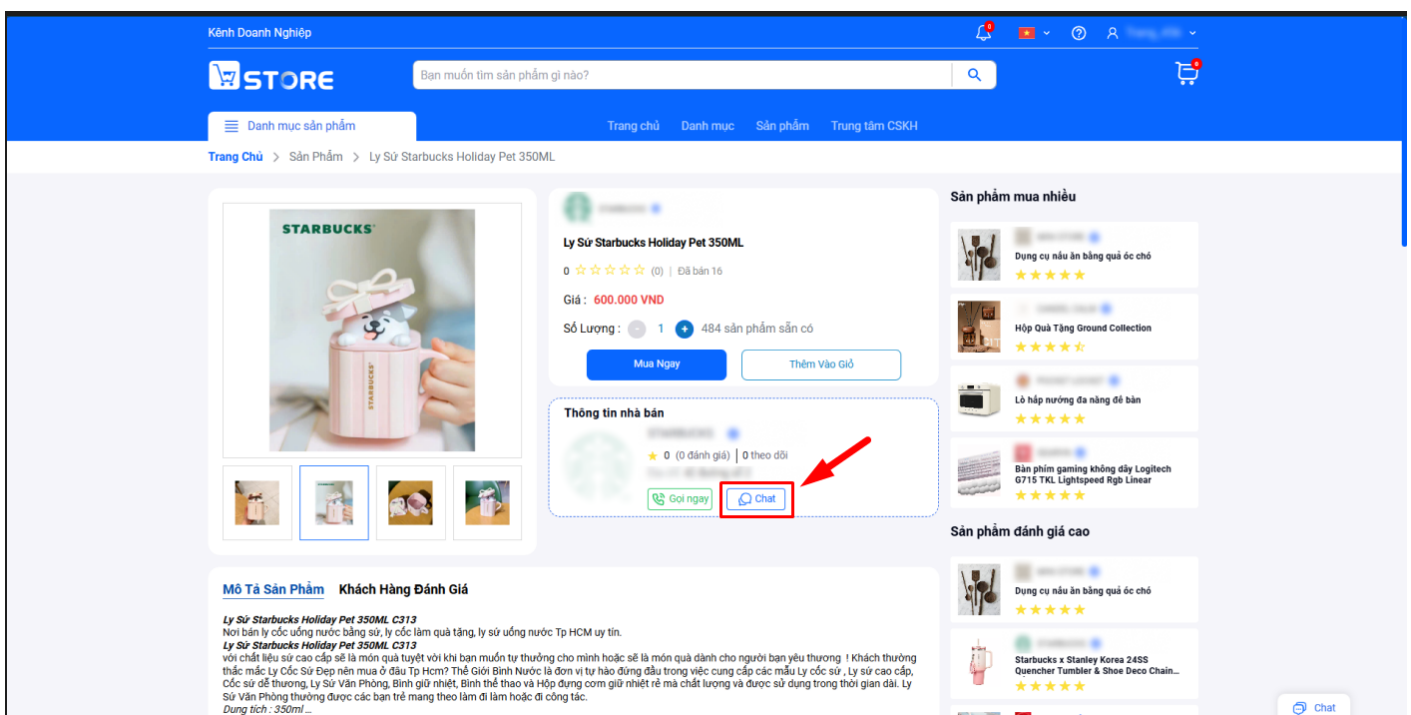 Kênh Doanh Nghiệp
0
STORE
Bạn muốn tìm sản phẩm gì nào?
0
Danh mục sản phẩm
Trang chủ Danh mục Sản phẩm Trung tâm CSKH
Trang Chủ > Sản Phẩm > Ly Sứ Starbucks Holiday Pet 350ML
STARBUCKS
STARBUCKS
Ly Sứ Starbucks Holiday Pet 350ML
0 (0) | Đã bán 16
Giá : 600.000 VND
Số Lượng : - 1 + 484 sản phẩm sẵn có
Mua Ngay Thêm Vào Giỏ
Thông tin nhà bán
STARBUCKS
0 (0 đánh giá) | 0 theo dõi
Gọi ngay Chat
Mô Tả Sản Phẩm Khách Hàng Đánh Giá
Ly Sứ Starbucks Holiday Pet 350ML C313
Nơi bán ly cốc uống nước bằng sứ, ly cốc làm quà tặng, ly sứ uống nước Tp HCM uy tín.
Ly Sứ Starbucks Holiday Pet 350ML C313
với chất liệu sứ cao cấp sẽ là món quà tuyệt vời khi bạn muốn tự thưởng cho mình hoặc sẽ là món quà dành cho người bạn yêu thương ! Khách thường
thắc mắc Ly Cốc Sứ Đẹp nên mua ở đâu Tp Hcm? Thế Giới Bình Nước là đơn vị tự hào đứng đầu trong việc cung cấp các mẫu Ly cốc sứ , Ly sứ cao cấp,
Cốc sứ dễ thương, Ly Sứ Văn Phòng, Bình giữ nhiệt, Bình thể thao và Hộp đựng cơm giữ nhiệt rẻ mà chất lượng và được sử dụng trong thời gian dài. Ly
Sứ Văn Phòng thường được các bạn trẻ mang theo làm đi làm hoặc đi công tác.
Dung tích : 350ml ...
Sản phẩm mua nhiều
Dụng cụ nấu ăn bằng quả óc chó
Hộp Quà Tặng Ground Collection
Lò hấp nướng đa năng để bàn
Bàn phím gaming không dây Logitech
G715 TKL Lightspeed Rgb Linear
Sản phẩm đánh giá cao
Dụng cụ nấu ăn bằng quả óc chó
Starbucks x Stanley Korea 24SS
Quencher Tumbler & Shoe Deco Chain...
Chat